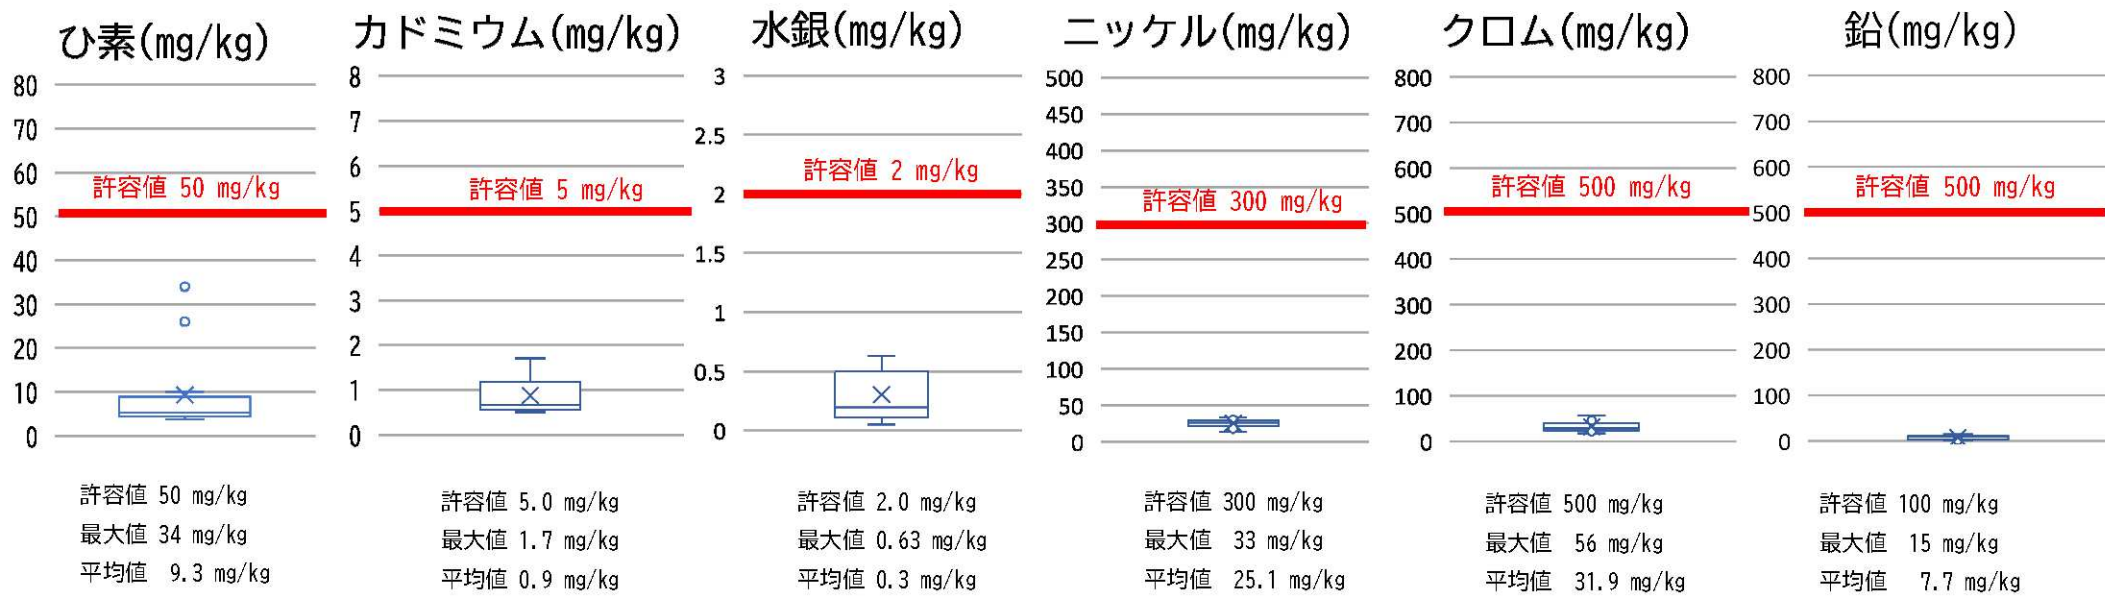 ひ素(mg/kg)
80
70
60
50
40
30
20
10
0
許容値 50 mg/kg
許容値 50 mg/kg
最大値 34 mg/kg
平均値 9.3 mg/kg
カドミウム(mg/kg)
8
7
6
5
4
3
2
1
0
許容値 5 mg/kg
許容値 5.0 mg/kg
最大値 1.7 mg/kg
平均値 0.9 mg/kg
水銀(mg/kg)
3
2.5
2
1.5
1
0.5
0
許容値 2 mg/kg
許容値 2.0 mg/kg
最大値 0.63 mg/kg
平均値 0.3 mg/kg
ニッケル(mg/kg)
500
450
400
350
300
250
200
150
100
50
0
許容値 300 mg/kg
許容値 300 mg/kg
最大値 33 mg/kg
平均値 25.1 mg/kg
クロム(mg/kg)
800
700
600
500
400
300
200
100
0
許容値 500 mg/kg
許容値 500 mg/kg
最大値 56 mg/kg
平均値 31.9 mg/kg
鉛(mg/kg)
800
700
600
500
400
300
200
100
0
許容値 500 mg/kg
許容値 100 mg/kg
最大値 15 mg/kg
平均値 7.7 mg/kg